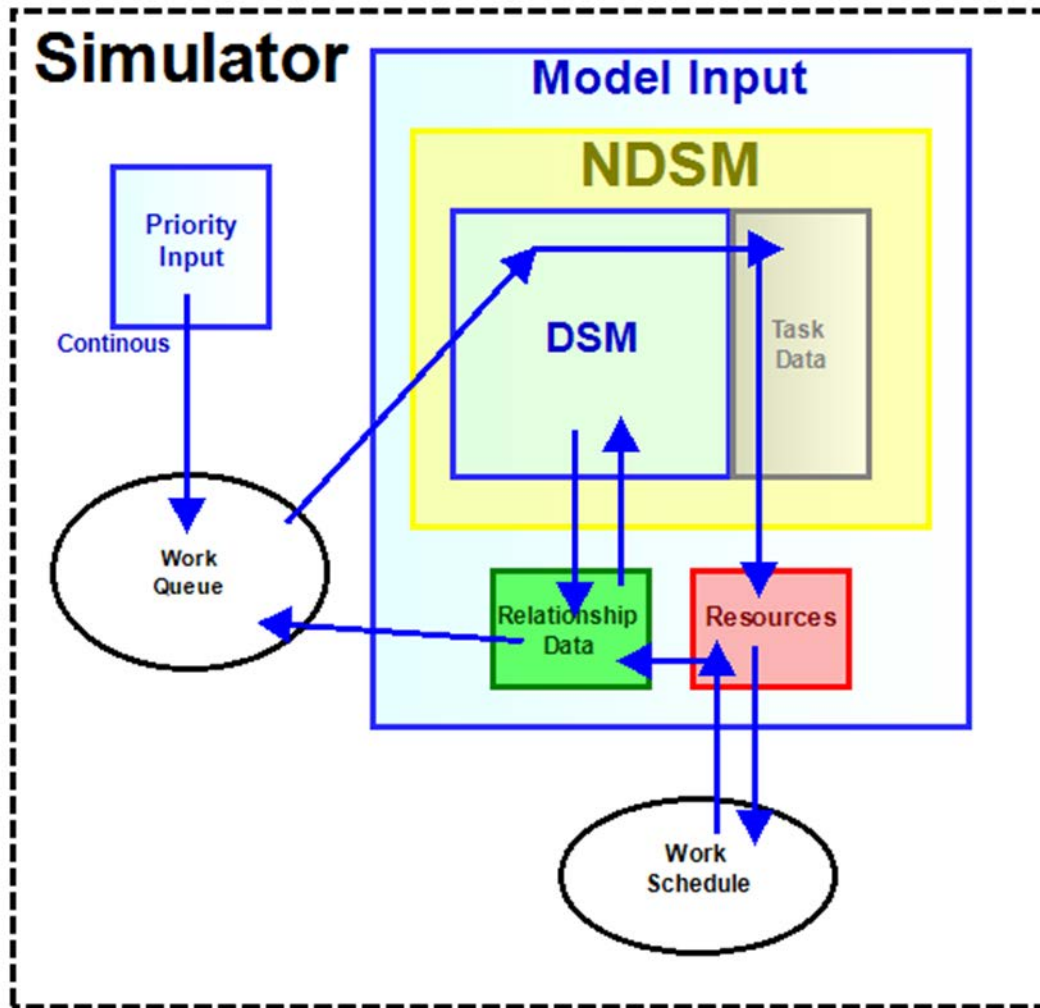 Simulator
Model Input
NDSM
Priority
Input
Continous
DSM
Task
Data
Work
Queue
Relationship
Data
Resources
Work
Schedule